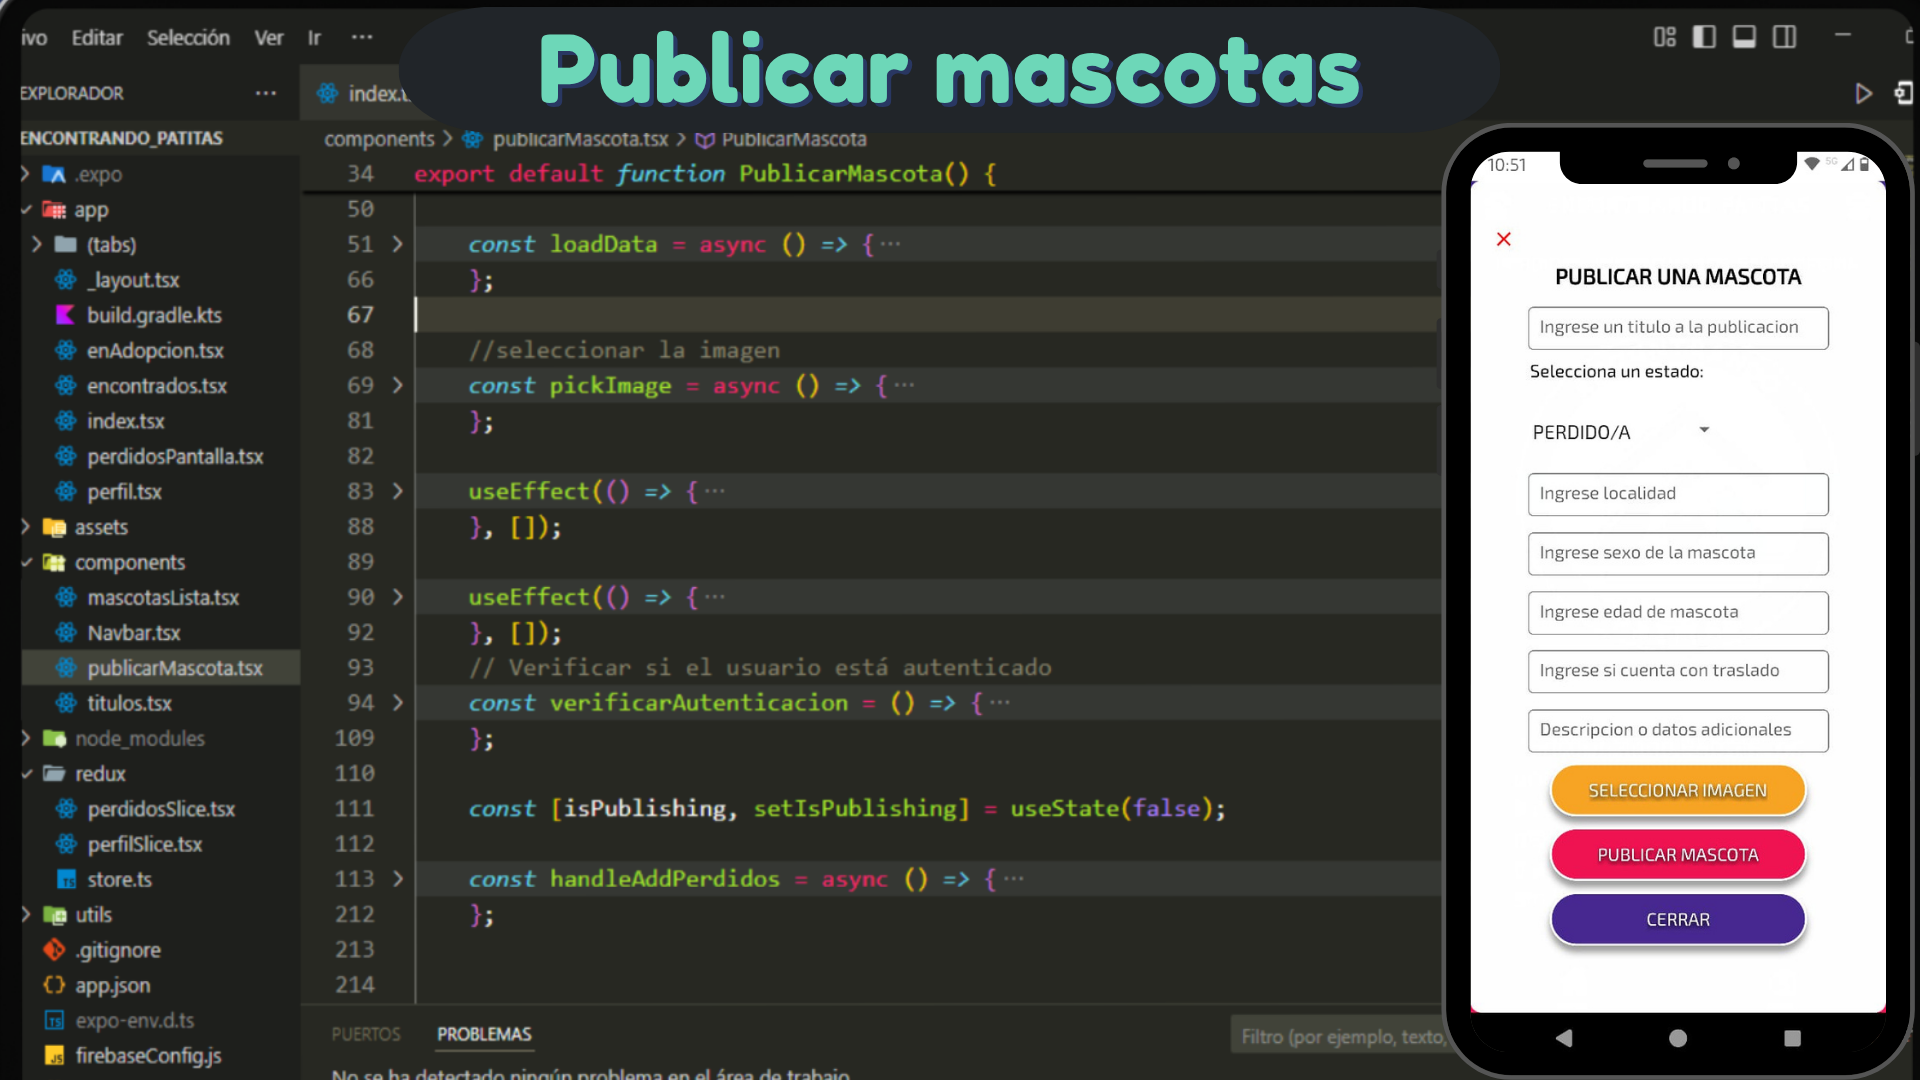 Publicar mascotas
ivo Editar Selección Ver Ir ···
EXPLORADOR ···
ENCONTRANDO_PATITAS
.expo
app
(tabs)
_layout.tsx
build.gradle.kts
enAdopcion.tsx
encontrados.tsx
index.tsx
perdidosPantalla.tsx
perfil.tsx
assets
components
mascotasLista.tsx
Navbar.tsx
publicarMascota.tsx
titulos.tsx
node_modules
redux
perdidosSlice.tsx
perfilSlice.tsx
store.ts
utils
.gitignore
app.json
expo-env.d.ts
firebaseConfig.js
index.t
components > publicarMascota.tsx > PublicarMascota
34 export default function PublicarMascota() {
50
51 > const loadData = async () => { ···
66 };
67
68 //seleccionar la imagen
69 > const pickImage = async () => { ···
81 };
82
83 > useEffect(() => { ···
88 }, []);
89
90 > useEffect(() => { ···
92 }, []);
93 // Verificar si el usuario está autenticado
94 > const verificarAutenticacion = () => { ···
109 };
110
111 const [isPublishing, setIsPublishing] = useState(false);
112
113 > const handleAddPerdidos = async () => { ···
212 };
213
214
PUERTOS PROBLEMAS
Filtro (por ejemplo, texto,
No se ha detectado ningún problema en el área de trabajo
10:51
5G
PUBLICAR UNA MASCOTA
Ingrese un titulo a la publicacion
Selecciona un estado:
PERDIDO/A
Ingrese localidad
Ingrese sexo de la mascota
Ingrese edad de mascota
Ingrese si cuenta con traslado
Descripcion o datos adicionales
SELECCIONAR IMAGEN
PUBLICAR MASCOTA
CERRAR